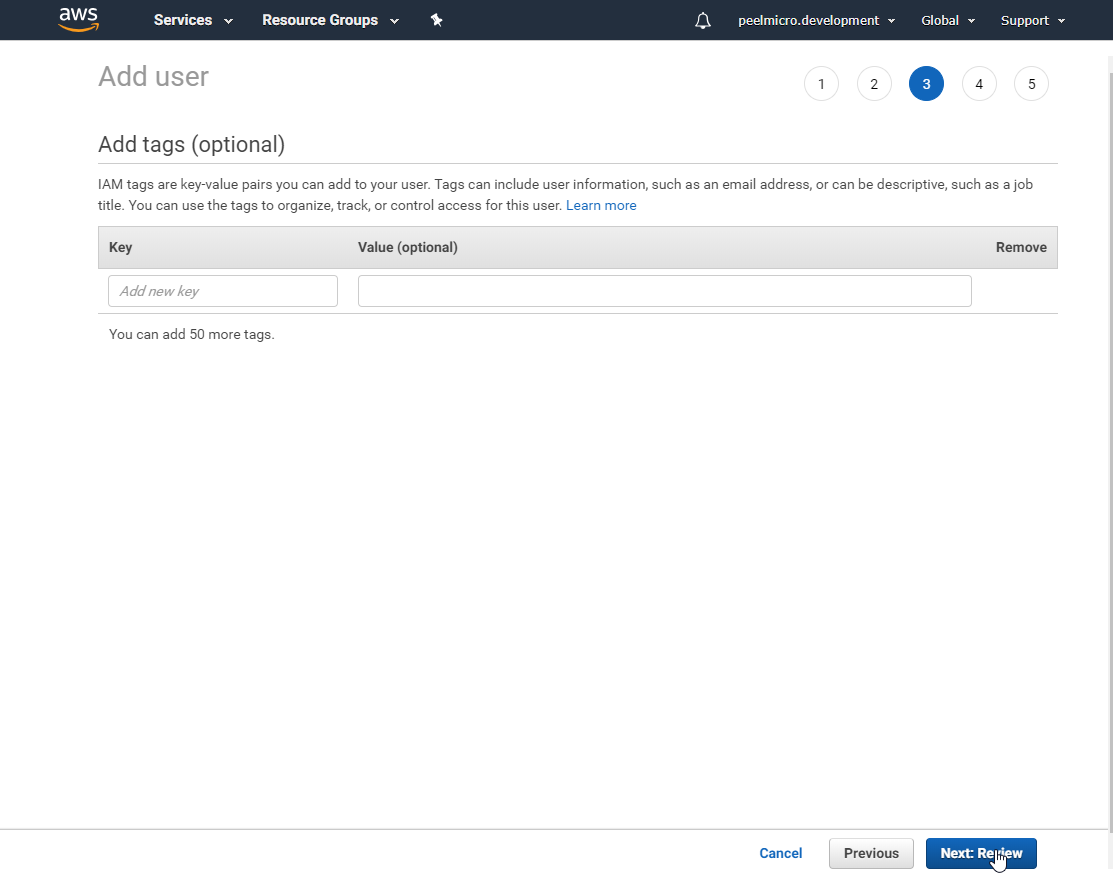 aws Services Resource Groups peelmicro.development Global Support
Add user
1 2 3 4 5
Add tags (optional)
IAM tags are key-value pairs you can add to your user. Tags can include user information, such as an email address, or can be descriptive, such as a job
title. You can use the tags to organize, track, or control access for this user. Learn more
Key Value (optional) Remove
Add new key
You can add 50 more tags.
Cancel Previous Next: Review